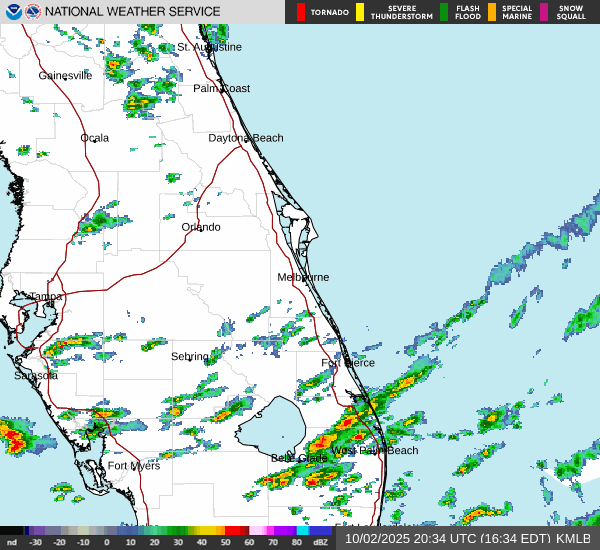 NATIONAL WEATHER SERVICE
TORNADO
SEVERE THUNDERSTORM
FLASH FLOOD
SPECIAL MARINE
SNOW SQUALL
St. Augustine
Gainesville
Palm Coast
Ocala
Daytona Beach
Orlando
Melbourne
Tampa
Sebring
Fort Pierce
Sarasota
West Palm Beach
Belle Glade
Fort Myers
nd -30 -20 -10 0 10 20 30 40 50 60 70 80 dBZ
10/02/2025 20:34 UTC (16:34 EDT) KMLB